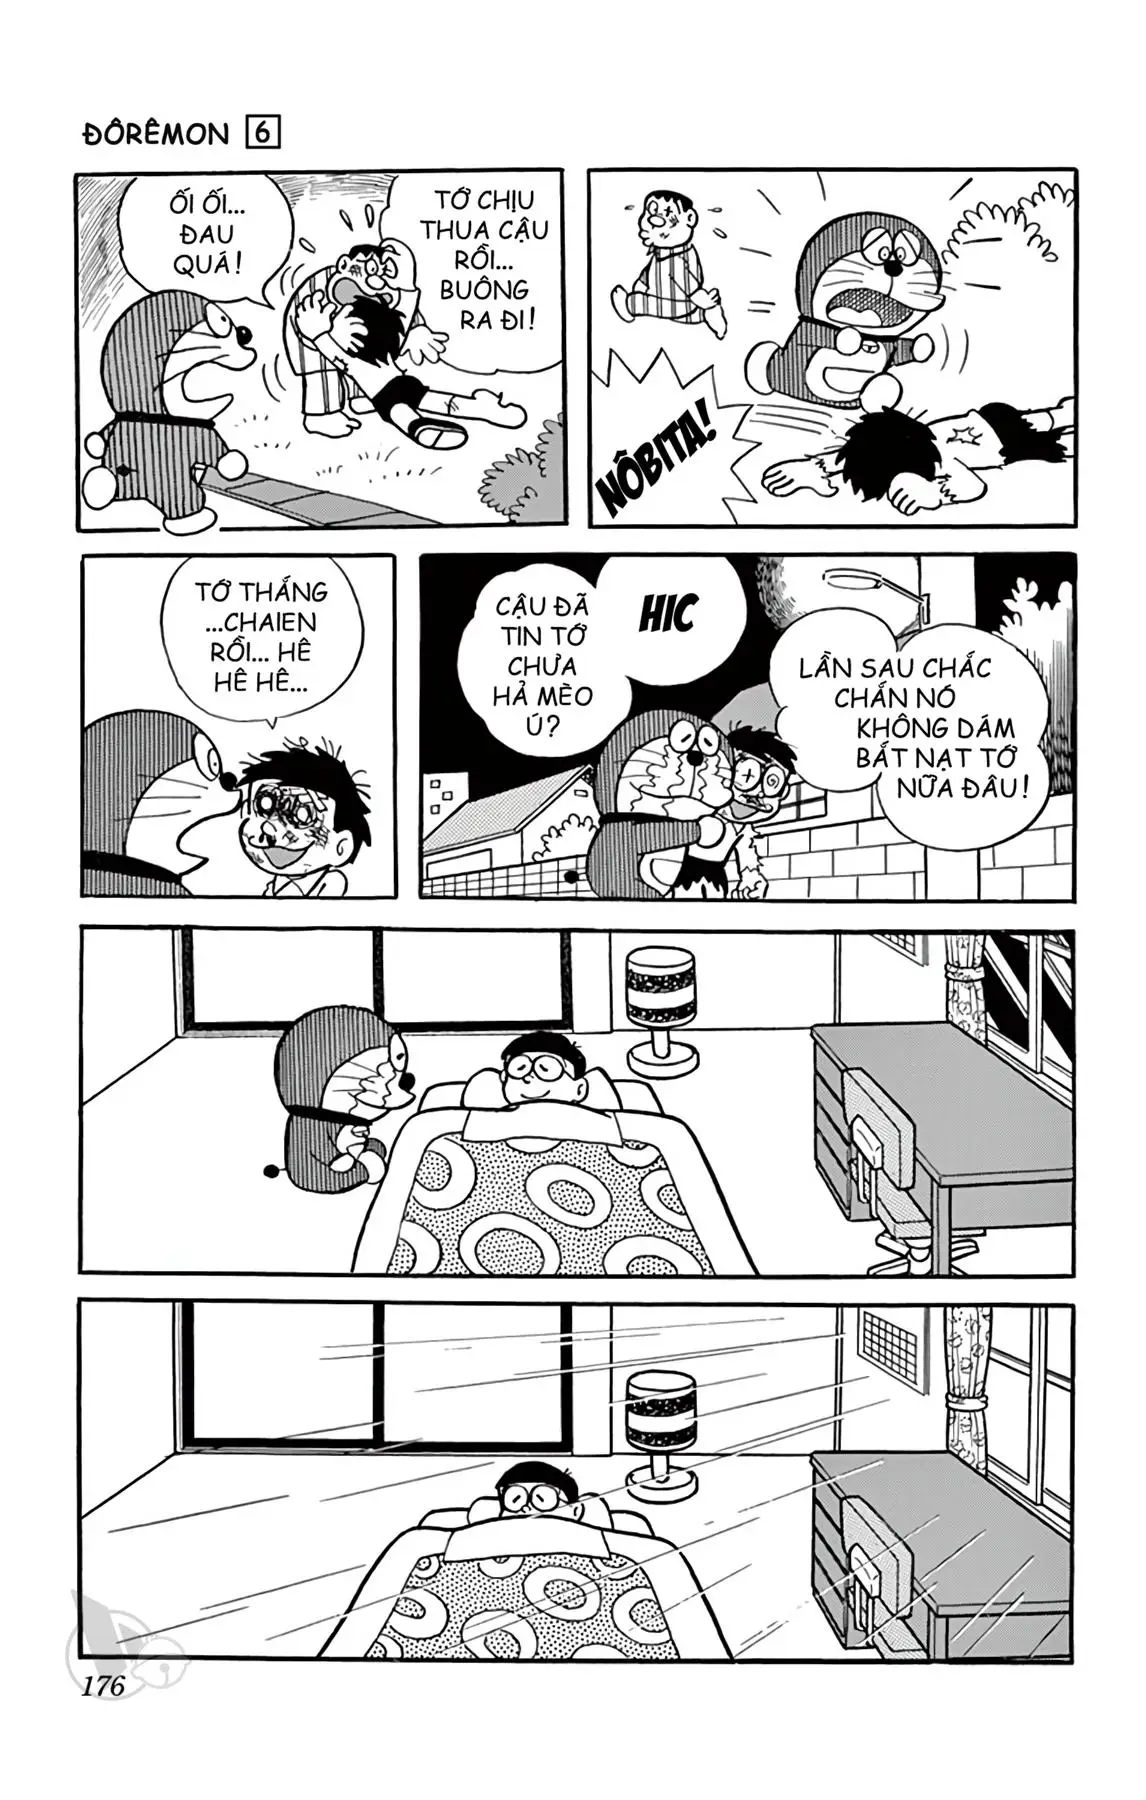 ĐÔRÊMON 6
ỐI ỐI...
ĐAU
QUÁ!
TỚ CHỊU
THUA CẬU
RỒI...
BUÔNG
RA ĐI!
NÔBITA!
TỚ THẮNG
...CHAIEN
RỒI... HÊ
HÊ HÊ...
CẬU ĐÃ
TIN TỚ
CHƯA
HẢ MÈO
Ú?
HIC
LẦN SAU CHẮC
CHẮN NÓ
KHÔNG DÁM
BẮT NẠT TỚ
NỮA ĐÂU!
176